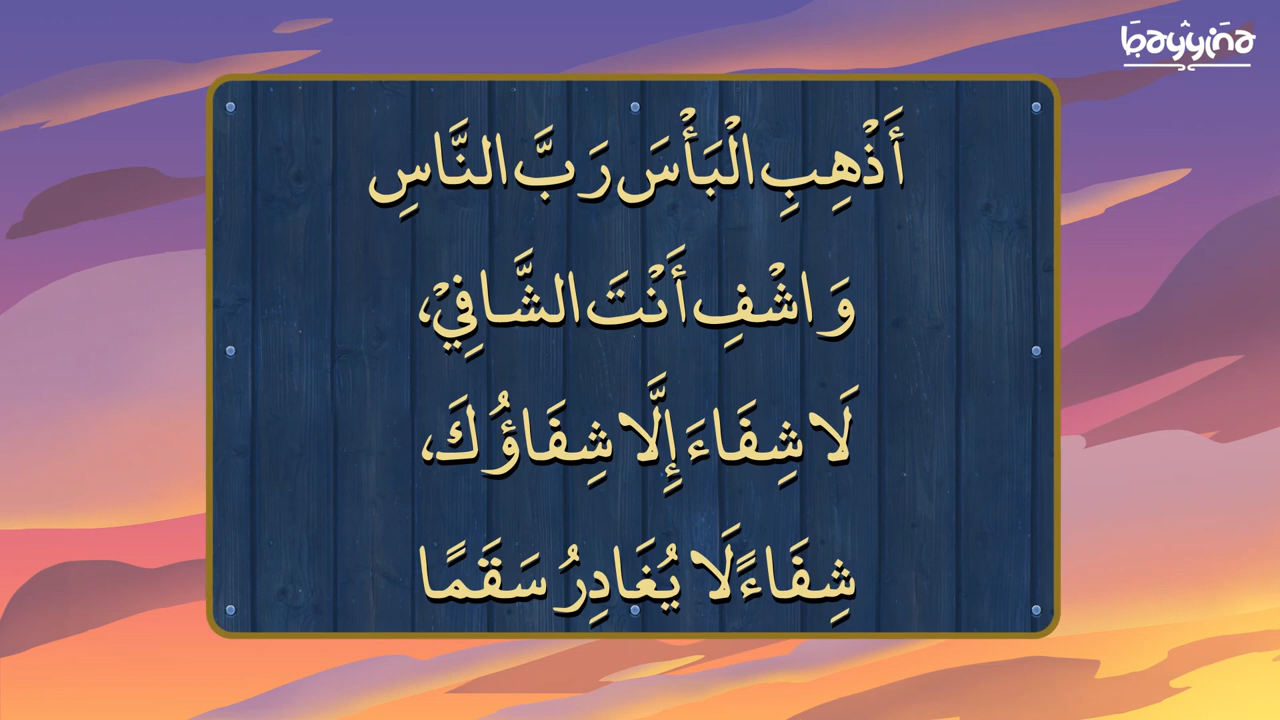 bayyina
أَذْهِبِ الْبَأْسَ رَبَّ النَّاسِ
وَاشْفِ أَنْتَ الشَّافِيْ،
لَا شِفَاءَ إِلَّا شِفَاؤُكَ،
شِفَاءً لَا يُغَادِرُ سَقَمًا